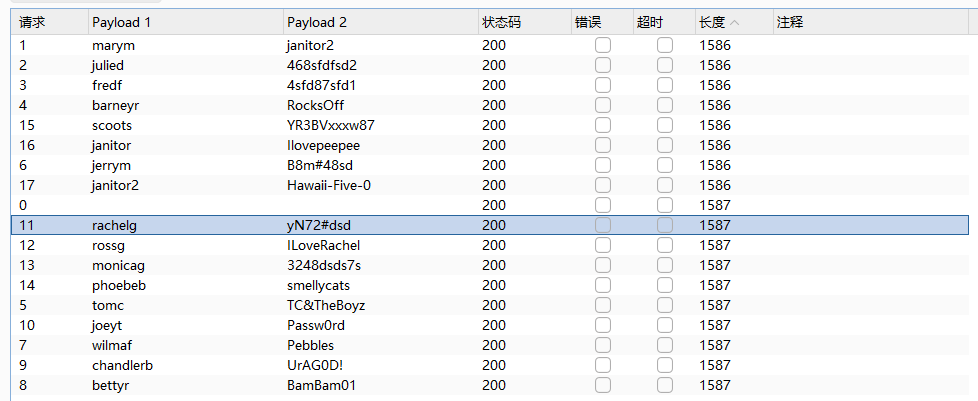 请求 Payload 1 Payload 2 状态码 错误 超时 长度 注释
1 marym janitor2 200 1586
2 julied 468sfdfsd2 200 1586
3 fredf 4sfd87sfd1 200 1586
4 barneyr RocksOff 200 1586
15 scoots YR3BVxxxw87 200 1586
16 janitor Ilovepeepee 200 1586
6 jerrym B8m#48sd 200 1586
17 janitor2 Hawaii-Five-0 200 1586
0 200 1587
11 rachelg yN72#dsd 200 1587
12 rossg ILoveRachel 200 1587
13 monicag 3248dsds7s 200 1587
14 phoebeb smellycats 200 1587
5 tomc TC&TheBoyz 200 1587
10 joeyt Passw0rd 200 1587
7 wilmaf Pebbles 200 1587
9 chandlerb UrAG0D! 200 1587
8 bettyr BamBam01 200 1587